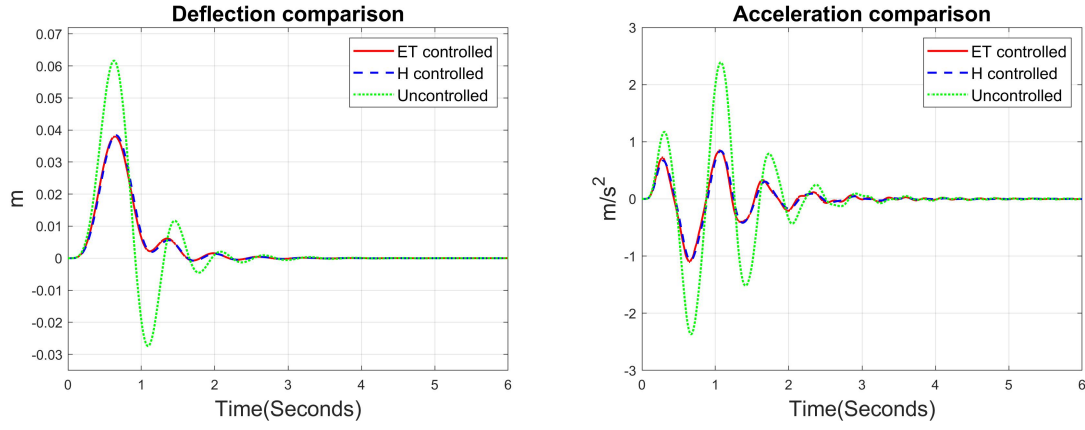 Deflection comparison
0.07
0.06
0.05
0.04
0.03
0.02
0.01
0
-0.01
-0.02
-0.03
m
0 1 2 3 4 5 6
Time(Seconds)
ET controlled
H controlled
Uncontrolled
Acceleration comparison
3
2
1
0
-1
-2
-3
m/s²
0 1 2 3 4 5 6
Time(Seconds)
ET controlled
H controlled
Uncontrolled